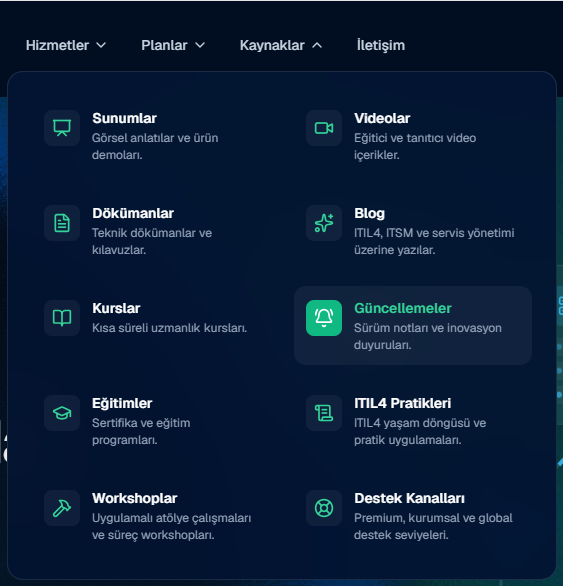 Hizmetler
Planlar
Kaynaklar
İletişim
Sunumlar
Görsel anlatılar ve ürün
demoları.
Videolar
Eğitici ve tanıtıcı video
içerikler.
Dökümanlar
Teknik dökümanlar ve
kılavuzlar.
Blog
ITIL4, ITSM ve servis yönetimi
üzerine yazılar.
Kurslar
Kısa süreli uzmanlık kursları.
Güncellemeler
Sürüm notları ve inovasyon
duyuruları.
Eğitimler
Sertifika ve eğitim
programları.
ITIL4 Pratikleri
ITIL4 yaşam döngüsü ve
pratik uygulamaları.
Workshoplar
Uygulamalı atölye çalışmaları
ve süreç workshopları.
Destek Kanalları
Premium, kurumsal ve global
destek seviyeleri.